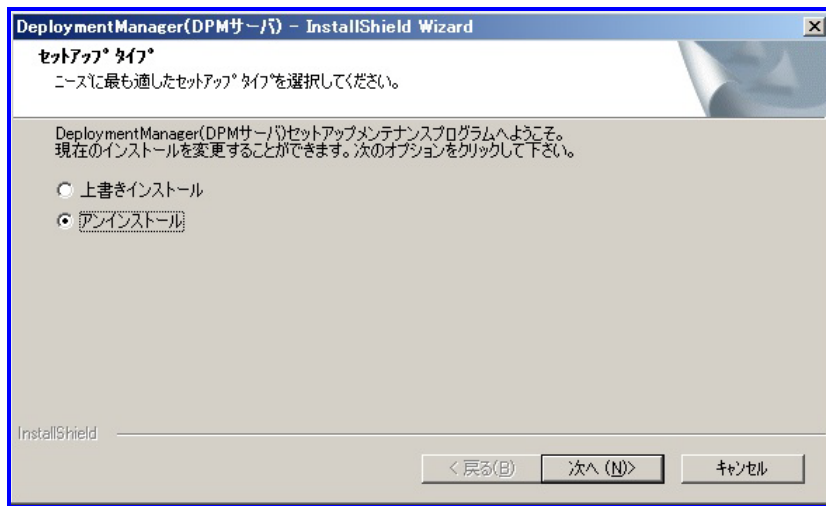 DeploymentManager(DPMサーバ) - InstallShield Wizard
セットアップ タイプ
ニーズに最も適したセットアップ タイプを選択してください。
DeploymentManager(DPMサーバ)セットアップメンテナンスプログラムへようこそ。
現在のインストールを変更することができます。次のオプションをクリックして下さい。
上書きインストール
アンインストール
InstallShield
< 戻る(B)
次へ (N)>
キャンセル